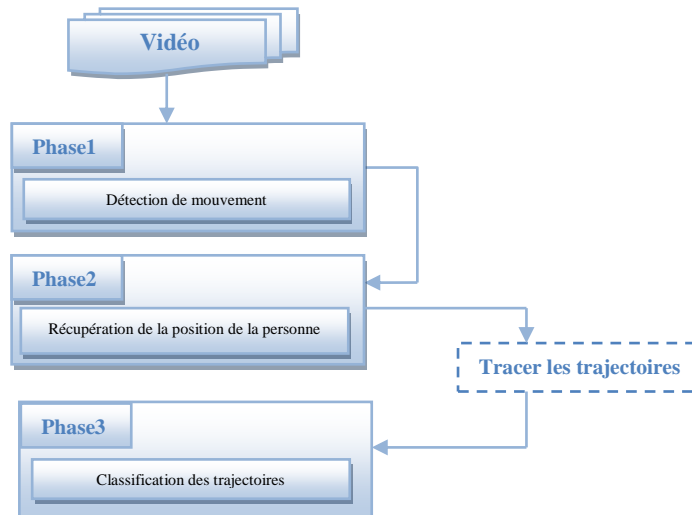 Vidéo
Phase1
Détection de mouvement
Phase2
Récupération de la position de la personne
Tracer les trajectoires
Phase3
Classification des trajectoires